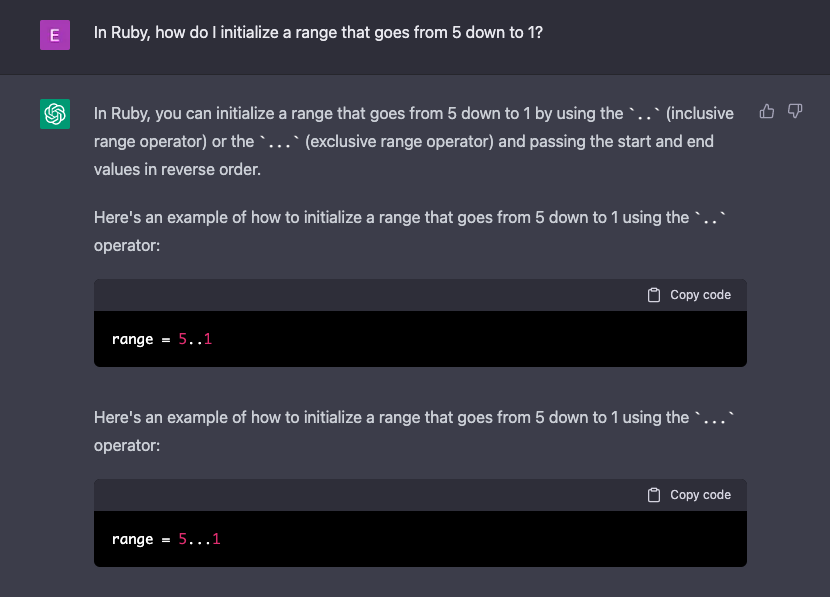 E
In Ruby, how do I initialize a range that goes from 5 down to 1?
In Ruby, you can initialize a range that goes from 5 down to 1 by using the `..` (inclusive
range operator) or the `...` (exclusive range operator) and passing the start and end
values in reverse order.
Here's an example of how to initialize a range that goes from 5 down to 1 using the `..`
operator:
Copy code
range = 5..1
Here's an example of how to initialize a range that goes from 5 down to 1 using the `...`
operator:
Copy code
range = 5...1